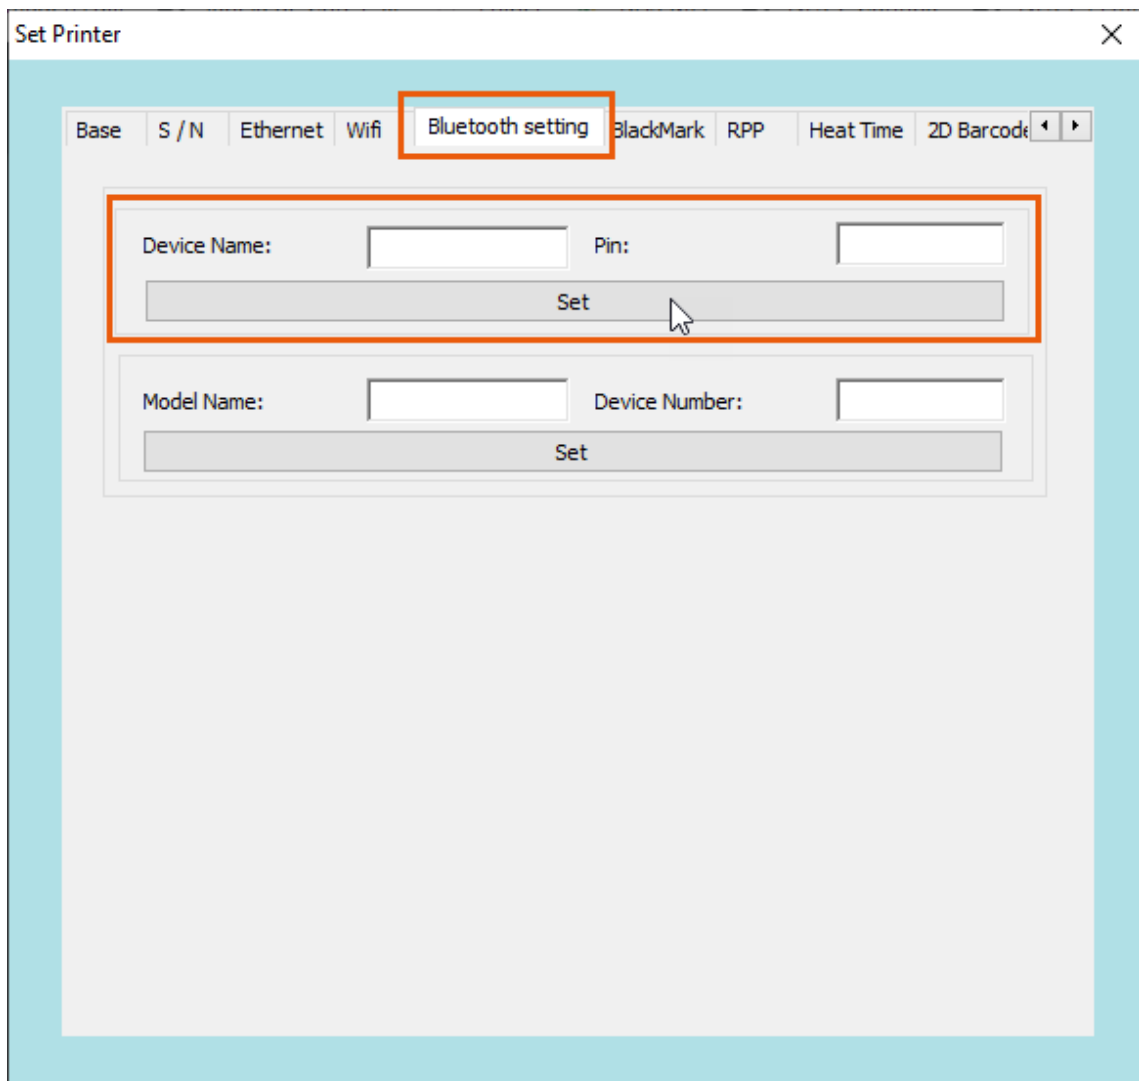 Set Printer
Base S / N Ethernet Wifi Bluetooth setting BlackMark RPP Heat Time 2D Barcode
Device Name: Pin:
Set
Model Name: Device Number:
Set